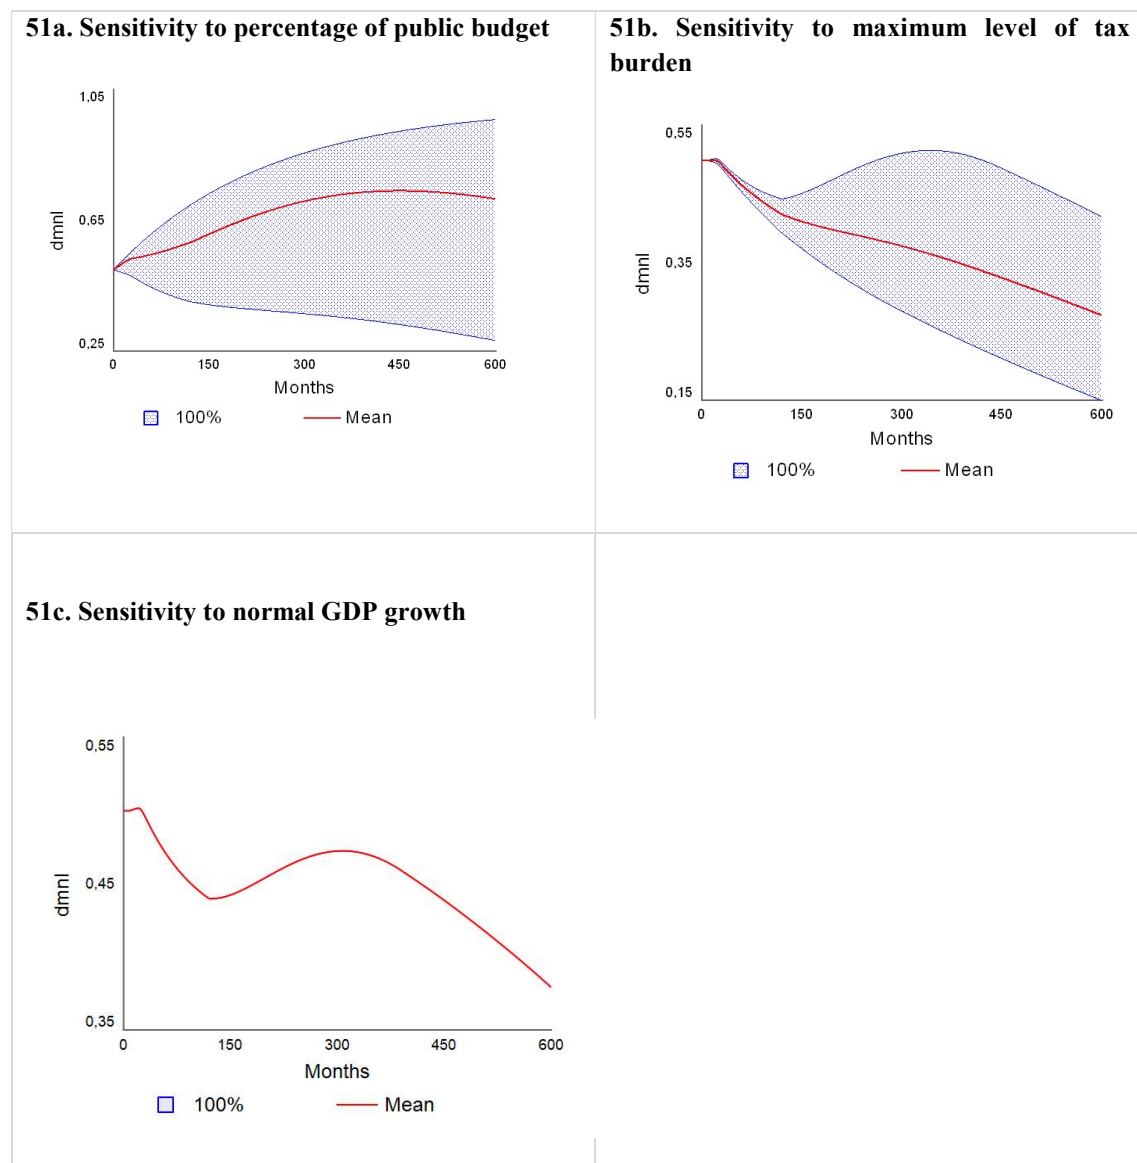 51a. Sensitivity to percentage of public budget
1,05
0,65
0,25
dmnl
0 150 300 450 600
Months
100% Mean
51b. Sensitivity to maximum level of tax
burden
0,55
0,35
0,15
dmnl
0 150 300 450 600
Months
100% Mean
51c. Sensitivity to normal GDP growth
0,55
0,45
0,35
dmnl
0 150 300 450 600
Months
100% Mean